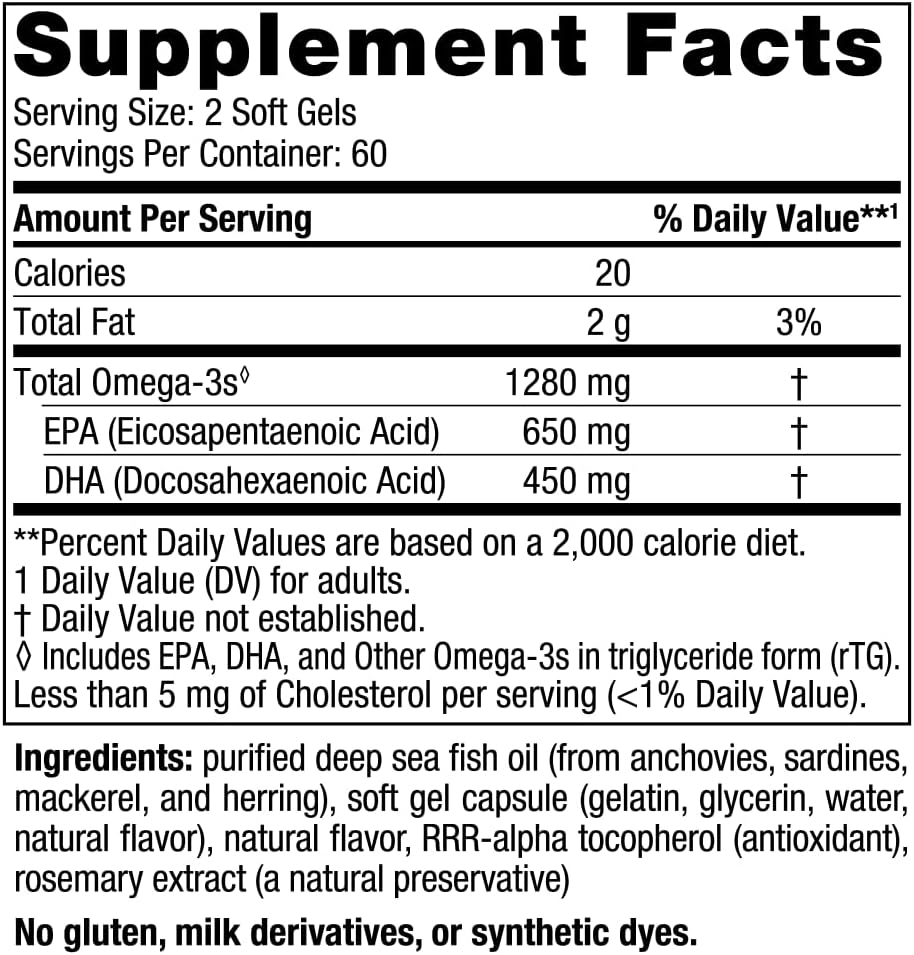 Supplement Facts
Serving Size: 2 Soft Gels
Servings Per Container: 60
Amount Per Serving % Daily Value**¹
Calories 20
Total Fat 2 g 3%
Total Omega-3s◊ 1280 mg †
EPA (Eicosapentaenoic Acid) 650 mg †
DHA (Docosahexaenoic Acid) 450 mg †
**Percent Daily Values are based on a 2,000 calorie diet.
1 Daily Value (DV) for adults.
† Daily Value not established.
◊ Includes EPA, DHA, and Other Omega-3s in triglyceride form (rTG).
Less than 5 mg of Cholesterol per serving (<1% Daily Value).
Ingredients: purified deep sea fish oil (from anchovies, sardines,
mackerel, and herring), soft gel capsule (gelatin, glycerin, water,
natural flavor), natural flavor, RRR-alpha tocopherol (antioxidant),
rosemary extract (a natural preservative)
No gluten, milk derivatives, or synthetic dyes.